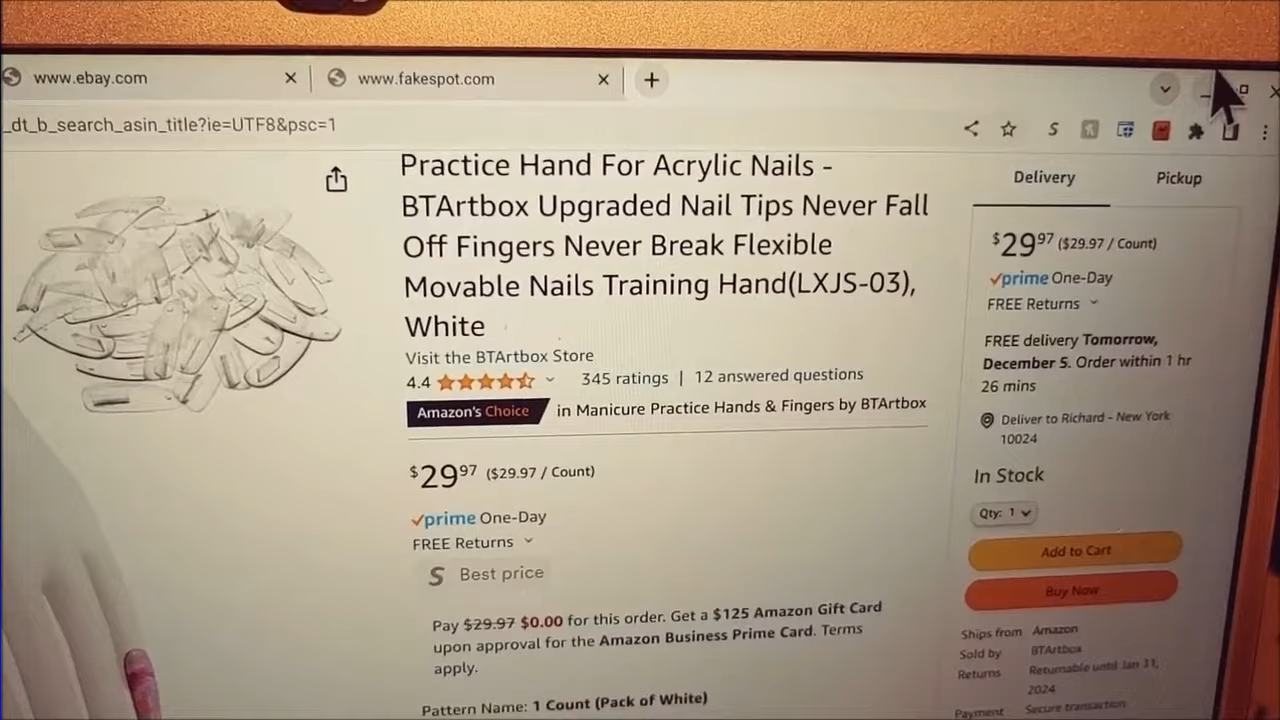 www.ebay.com
www.fakespot.com
_dt_b_search_asin_title?ie=UTF8&psc=1
Practice Hand For Acrylic Nails -
BTArtbox Upgraded Nail Tips Never Fall
Off Fingers Never Break Flexible
Movable Nails Training Hand(LXJS-03),
White
Visit the BTArtbox Store
4.4
345 ratings | 12 answered questions
Amazon's Choice in Manicure Practice Hands & Fingers by BTArtbox
$29.97 ($29.97 / Count)
prime One-Day
FREE Returns
S Best price
Pay $29.97 $0.00 for this order. Get a $125 Amazon Gift Card
upon approval for the Amazon Business Prime Card. Terms
apply.
Pattern Name: 1 Count (Pack of White)
Delivery Pickup
$29.97 ($29.97 / Count)
prime One-Day
FREE Returns
FREE delivery Tomorrow,
December 5. Order within 1 hr
26 mins
Deliver to Richard - New York
10024
In Stock
Qty: 1
Add to Cart
Buy Now
Ships from Amazon
Sold by BTArtbox
Returns Returnable until Jan 31,
2024
Payment Secure transaction